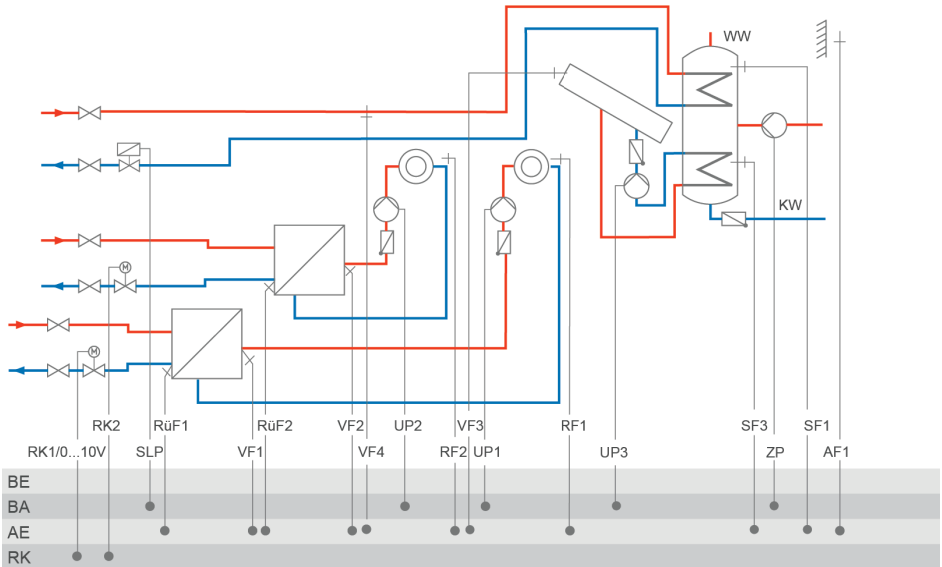 WW
KW
M
M
RK2 RüF1 RüF2 VF2 UP2 VF3 RF1 SF3 SF1
RK1/0...10V SLP VF1 VF4 RF2 UP1 UP3 ZP AF1
BE
BA
AE
RK